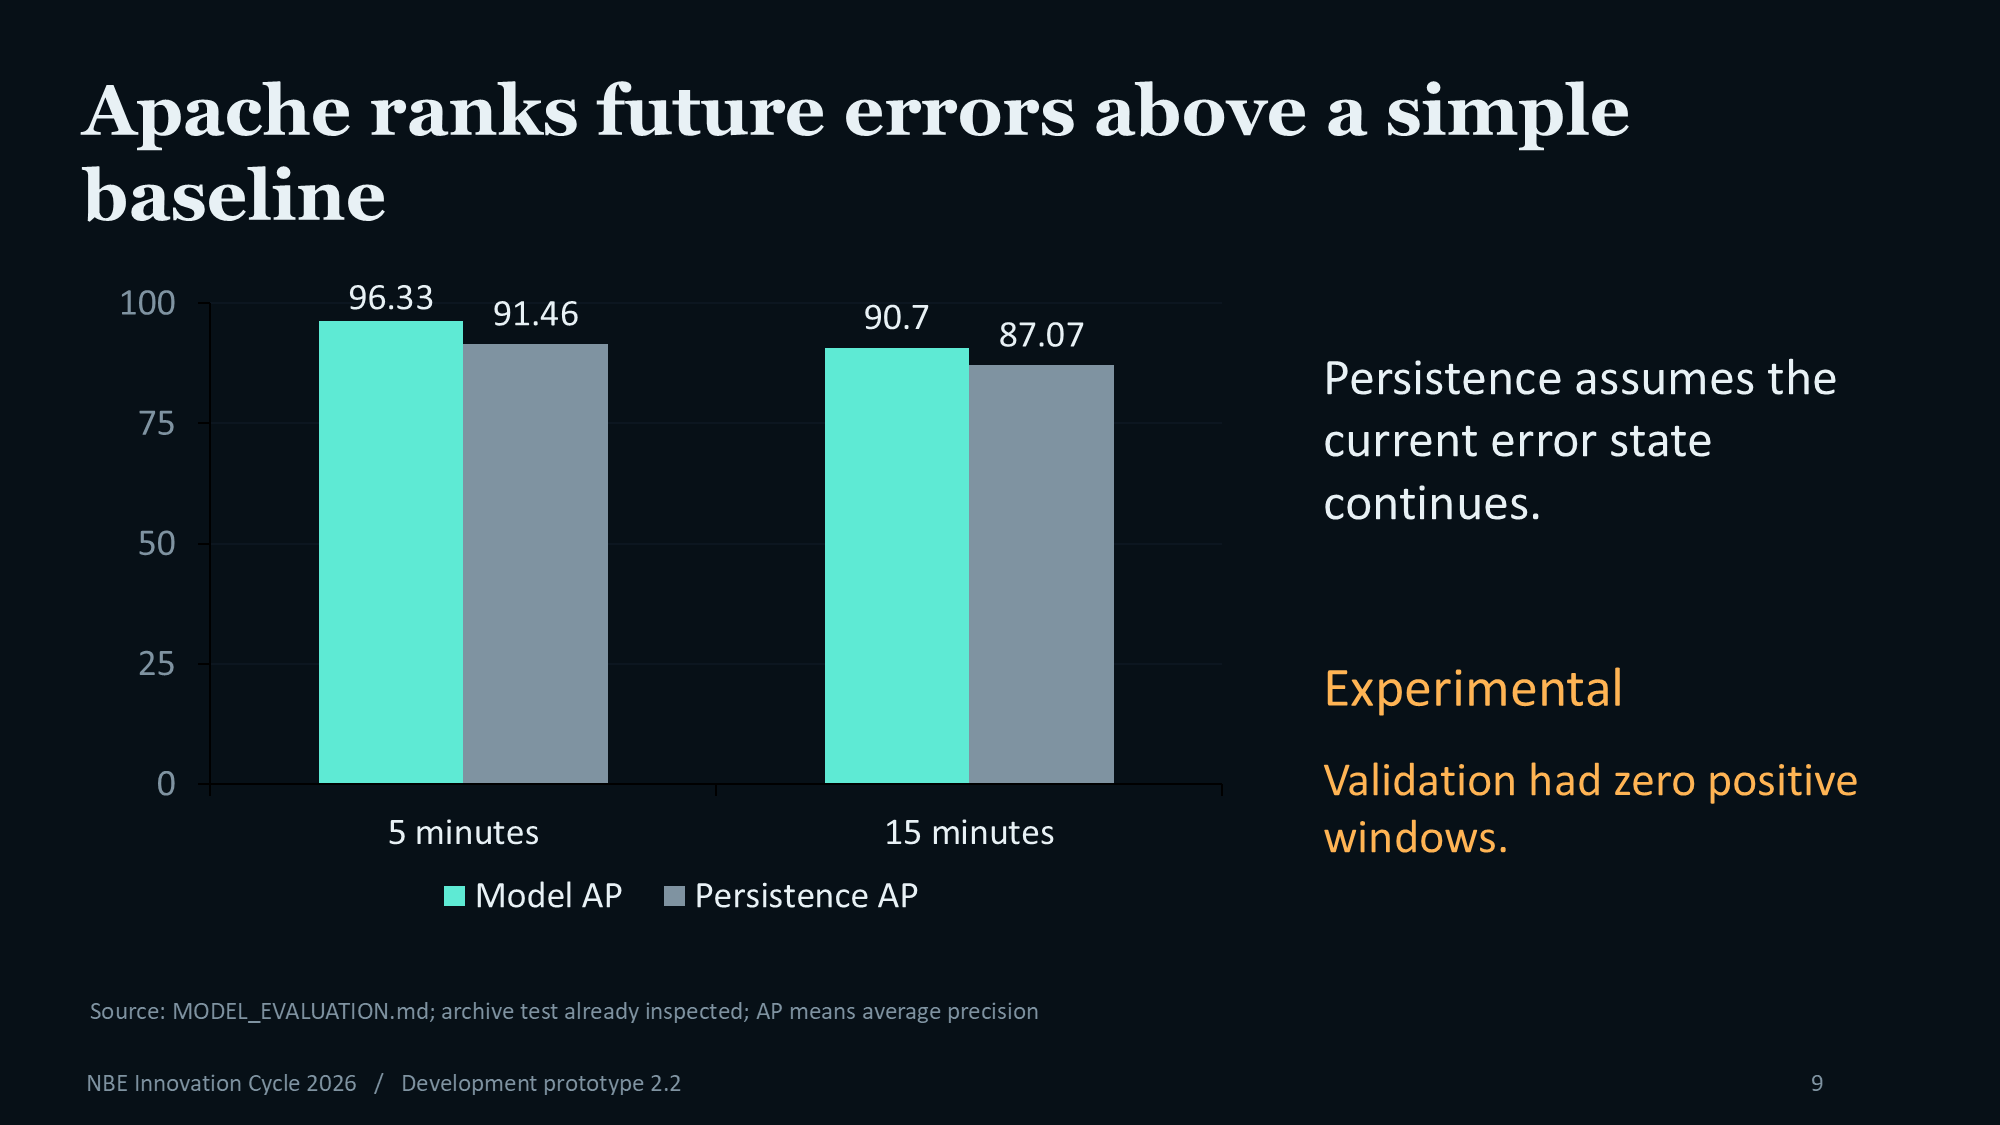 Apache ranks future errors above a simple
baseline
100
75
50
25
0
96.33
91.46
90.7
87.07
5 minutes
15 minutes
Model AP
Persistence AP
Persistence assumes the
current error state
continues.
Experimental
Validation had zero positive
windows.
Source: MODEL_EVALUATION.md; archive test already inspected; AP means average precision
NBE Innovation Cycle 2026 / Development prototype 2.2
9